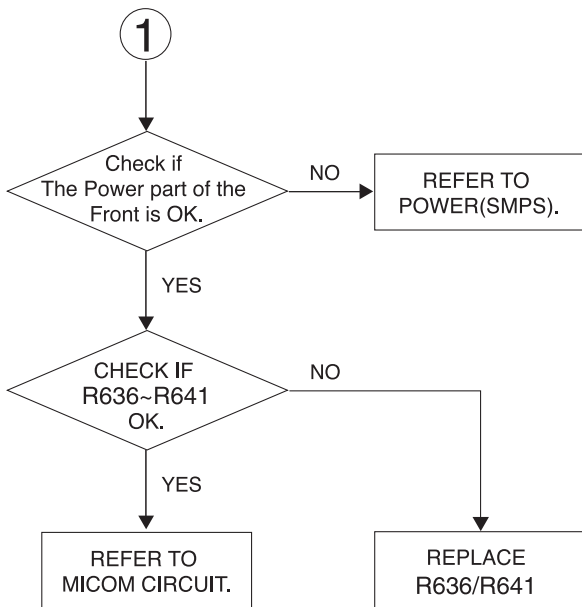 1
Check if
The Power part of the
Front is OK.
NO
REFER TO
POWER(SMPS).
YES
CHECK IF
R636~R641
OK.
NO
YES
REFER TO
MICOM CIRCUIT.
REPLACE
R636/R641